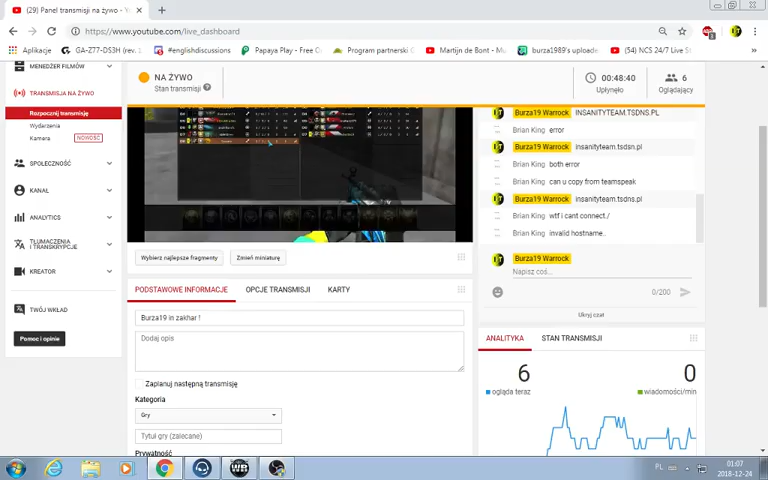 (29) Panel transmisji na żywo - Yo
https://www.youtube.com/live_dashboard
Aplikacje
GA-Z77-DS3H (rev. 1
#englishdiscussions
Papaya Play - Free O
Program partnerski C
Martijn de Bont - Mu
burza1989's uploade
(54) NCS 24/7 Live St
MENEDŻER FILMÓW
TRANSMISJA NA ŻYWO
Rozpocznij transmisję
Wydarzenia
Kamera
NOWOŚĆ
SPOŁECZNOŚĆ
KANAŁ
ANALYTICS
TŁUMACZENIA
I TRANSKRYPCJE
KREATOR
TWÓJ WKŁAD
Pomoc i opinie
NA ŻYWO
Stan transmisji
00:48:40
Upłynęło
6
Oglądający
Wybierz najlepsze fragmenty
Zmień miniaturę
PODSTAWOWE INFORMACJE
OPCJE TRANSMISJI
KARTY
Burza19 in zakhar !
Dodaj opis
Zaplanuj następną transmisję
Kategoria
Gry
Tytuł gry (zalecane)
Prywatność
Burza19 Warrock INSANITYTEAM.TSDNS.PL
Brian King error
Burza19 Warrock insanityteam.tsdn.pl
Brian King both error
Brian King can u copy from teamspeak
Burza19 Warrock insanityteam.tsdns.pl
Brian King wtf i cant connect./
Brian King invalid hostname..
Burza19 Warrock
Napisz coś...
0/200
Ukryj czat
ANALITYKA
STAN TRANSMISJI
6
ogląda teraz
0
wiadomości/min
PL
01:07
2018-12-24